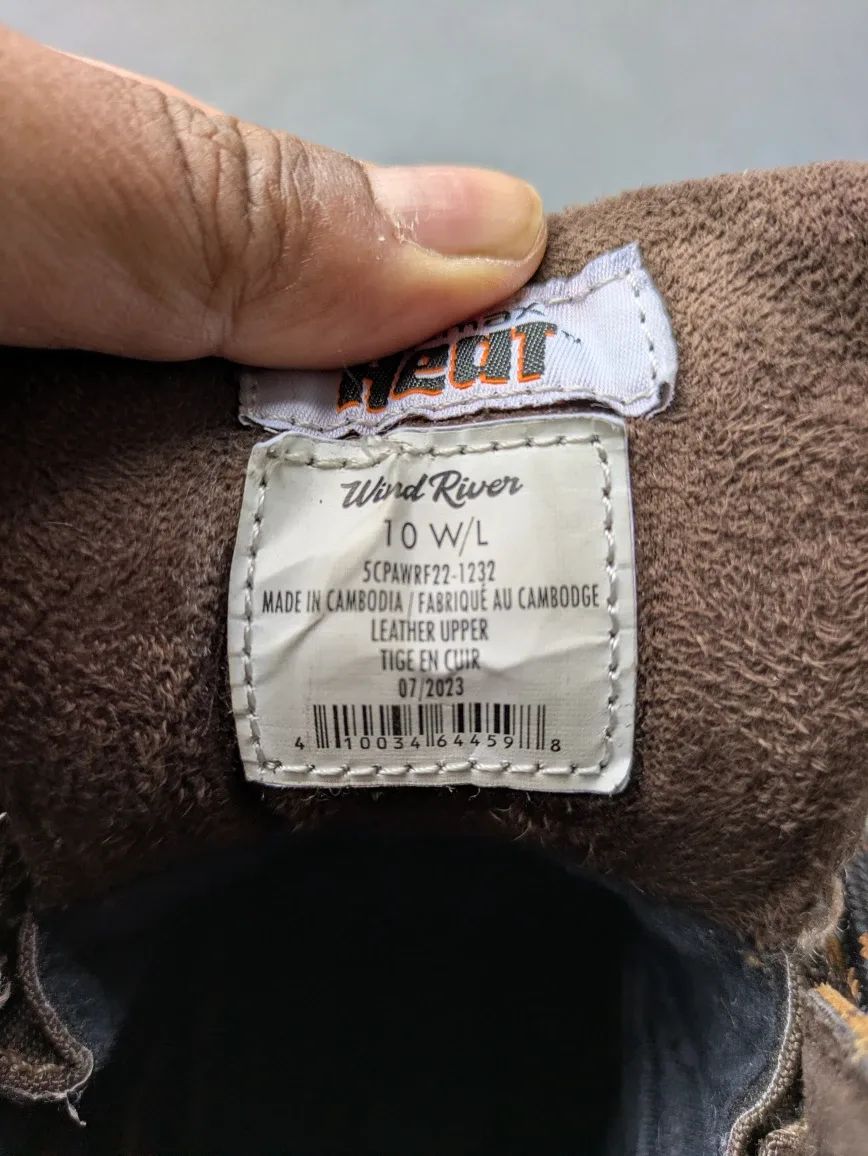 Heat™
Wind River
10 W/L
5CPAWRF22-1232
MADE IN CAMBODIA / FABRIQUÉ AU CAMBODGE
LEATHER UPPER
TIGE EN CUIR
07/2023
4 10034 64459 8